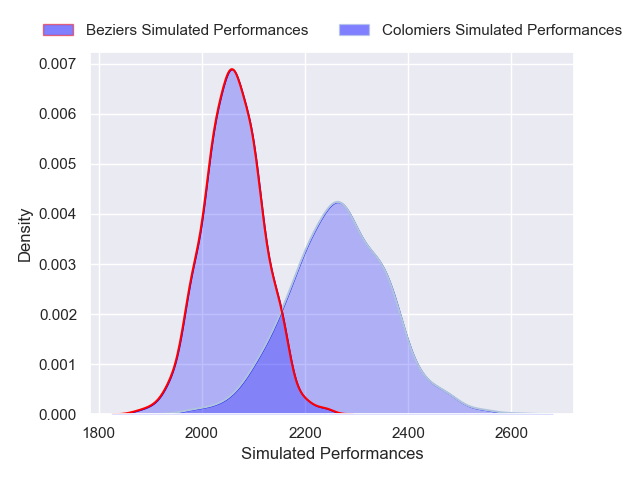 Beziers Simulated Performances Colomiers Simulated Performances
0.007
0.006
0.005
0.004
0.003
0.002
0.001
0.000
Density
1800 2000 2200 2400 2600
Simulated Performances